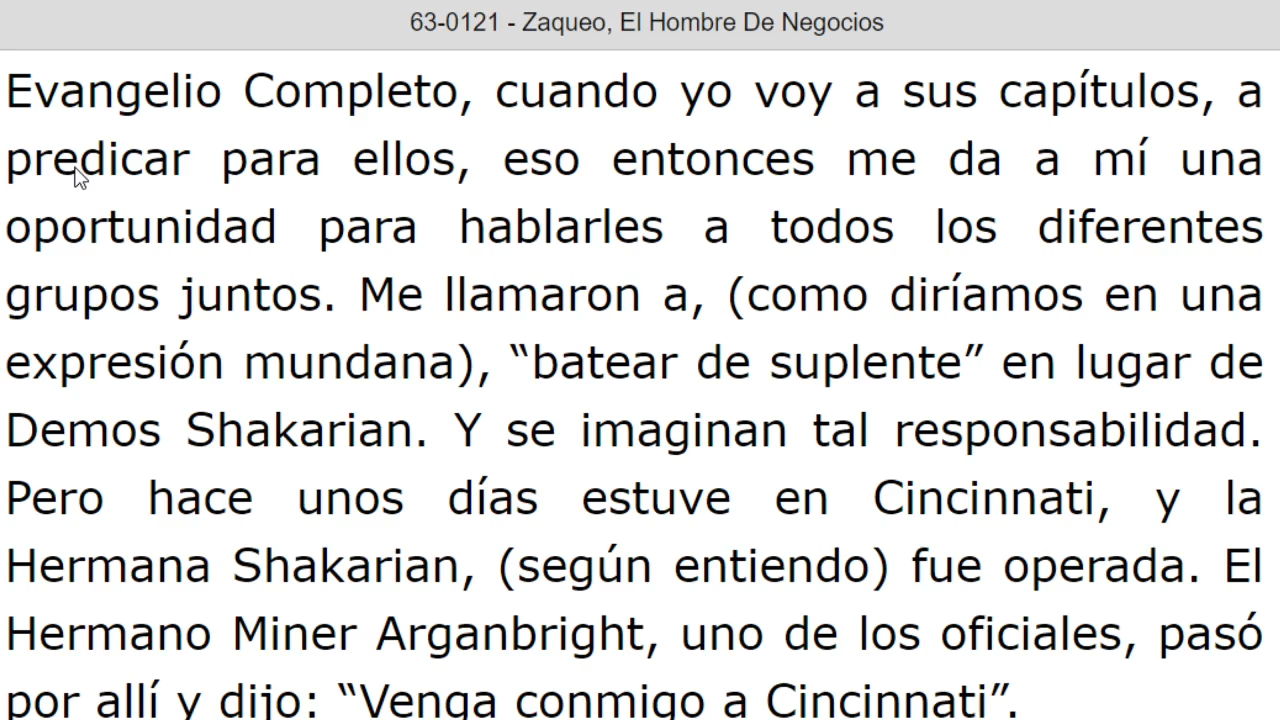 63-0121 - Zaqueo, El Hombre De Negocios
Evangelio Completo, cuando yo voy a sus capítulos, a
predicar para ellos, eso entonces me da a mí una
oportunidad para hablarles a todos los diferentes
grupos juntos. Me llamaron a, (como diríamos en una
expresión mundana), “batear de suplente” en lugar de
Demos Shakarian. Y se imaginan tal responsabilidad.
Pero hace unos días estuve en Cincinnati, y la
Hermana Shakarian, (según entiendo) fue operada. El
Hermano Miner Arganbright, uno de los oficiales, pasó
por allí y dijo: “Venga conmigo a Cincinnati”.